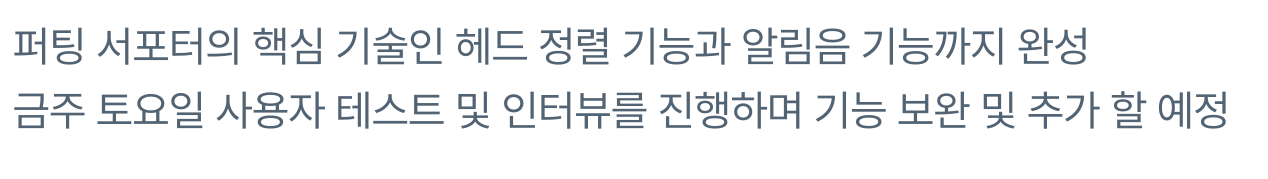 퍼팅 서포터의 핵심 기술인 헤드 정렬 기능과 알림음 기능까지 완성
금주 토요일 사용자 테스트 및 인터뷰를 진행하며 기능 보완 및 추가 할 예정